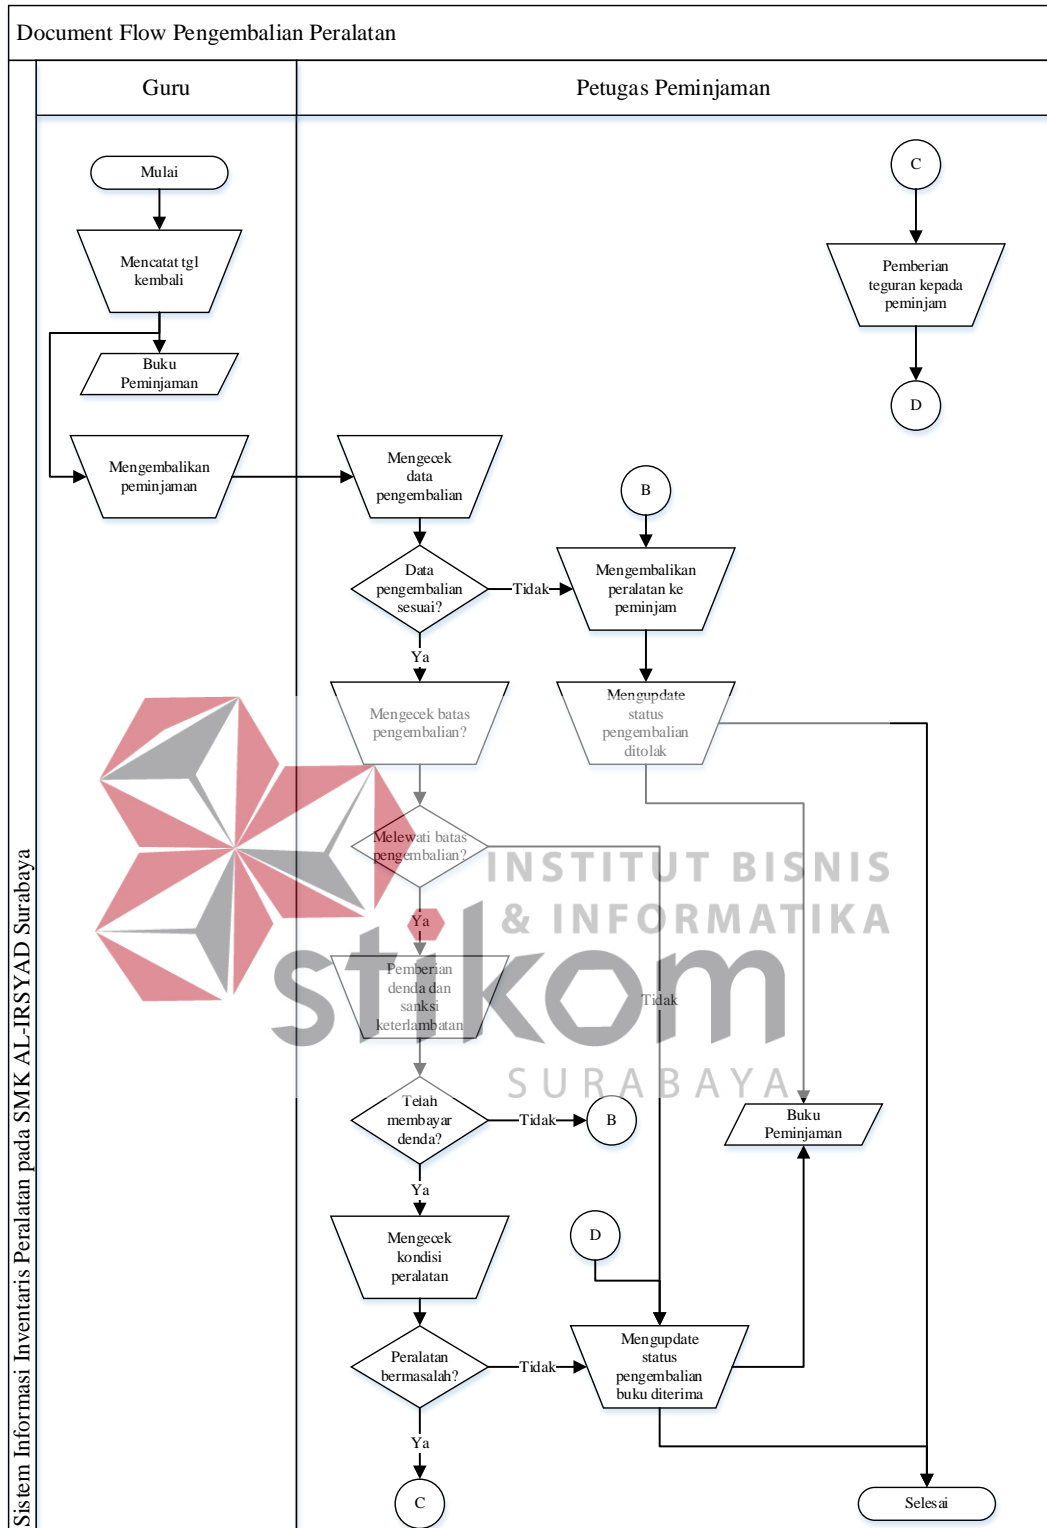 Document Flow Pengembalian Peralatan
Guru
Petugas Peminjaman
Sistem Informasi Inventaris Peralatan pada SMK AL-IRSYAD Surabaya
Mulai
Mencatat tgl
kembali
Buku
Peminjaman
Mengembalikan
peminjaman
C
Pemberian
teguran kepada
peminjam
D
Mengecek
data
pengembalian
B
Data
pengembalian
sesuai?
Tidak
Mengembalikan
peralatan ke
peminjam
Ya
Mengecek batas
pengembalian?
Mengupdate
status
pengembalian
ditolak
Melewati batas
pengembalian?
INSTITUT BISNIS
& INFORMATIKA
Ya
stikom
Pemberian
denda dan
sanksi
keterlambatan
Tidak
SURABAYA
Telah
membayar
denda?
Tidak
B
Buku
Peminjaman
Ya
Mengecek
kondisi
peralatan
D
Peralatan
bermasalah?
Tidak
Mengupdate
status
pengembalian
buku diterima
Ya
C
Selesai